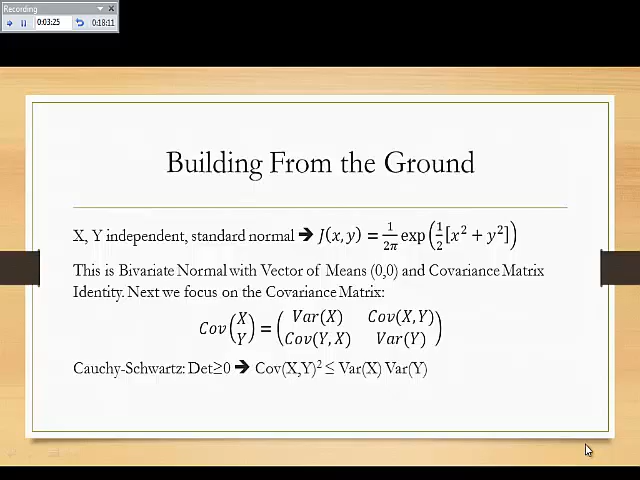 Recording
0:03:25
0:18:11
Building From the Ground
X, Y independent, standard normal 🡺 J(x, y) = 1/2π exp(1/2[x² + y²])
This is Bivariate Normal with Vector of Means (0,0) and Covariance Matrix
Identity. Next we focus on the Covariance Matrix:
Cov(X Y) = (Var(X) Cov(X,Y)
Cov(Y,X) Var(Y))
Cauchy-Schwartz: Det≥0 🡺 Cov(X,Y)² ≤ Var(X) Var(Y)